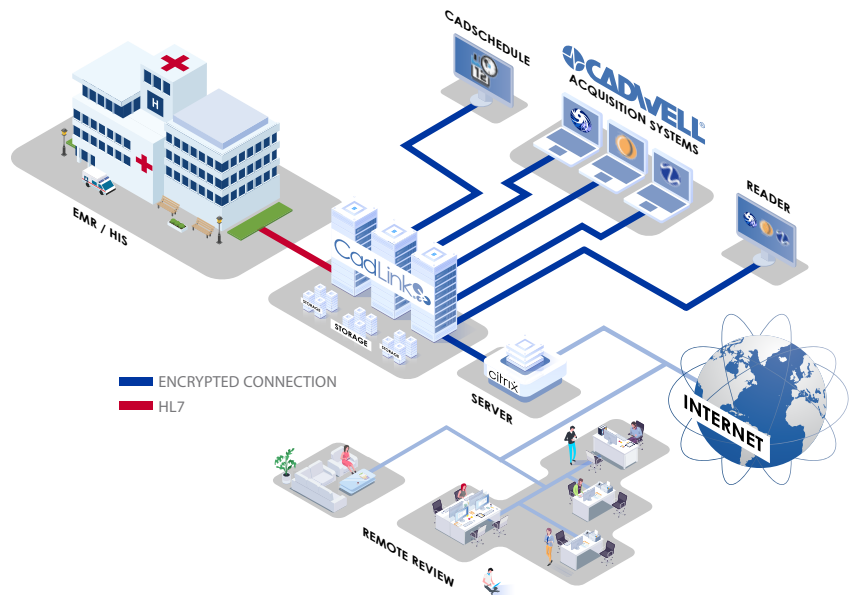 CADSCHEDULE
12
CADWELL®
ACQUISITION SYSTEMS
H
READER
EMR / HIS
CadLink
STORAGE
STORAGE
STORAGE
citrix
SERVER
ENCRYPTED CONNECTION
HL7
INTERNET
REMOTE REVIEW